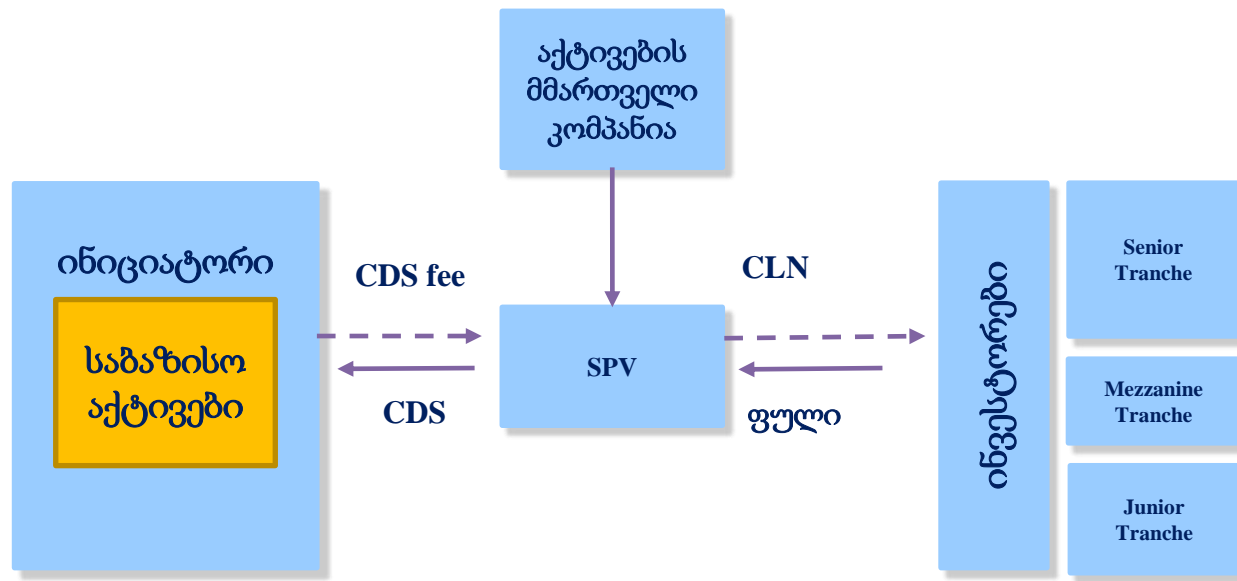 აქტივების
მმართველი
კომპანია
ინიციატორი
საბაზისო
აქტივები
CDS fee
CDS
SPV
CLN
ფული
ინვესტორები
Senior
Tranche
Mezzanine
Tranche
Junior
Tranche